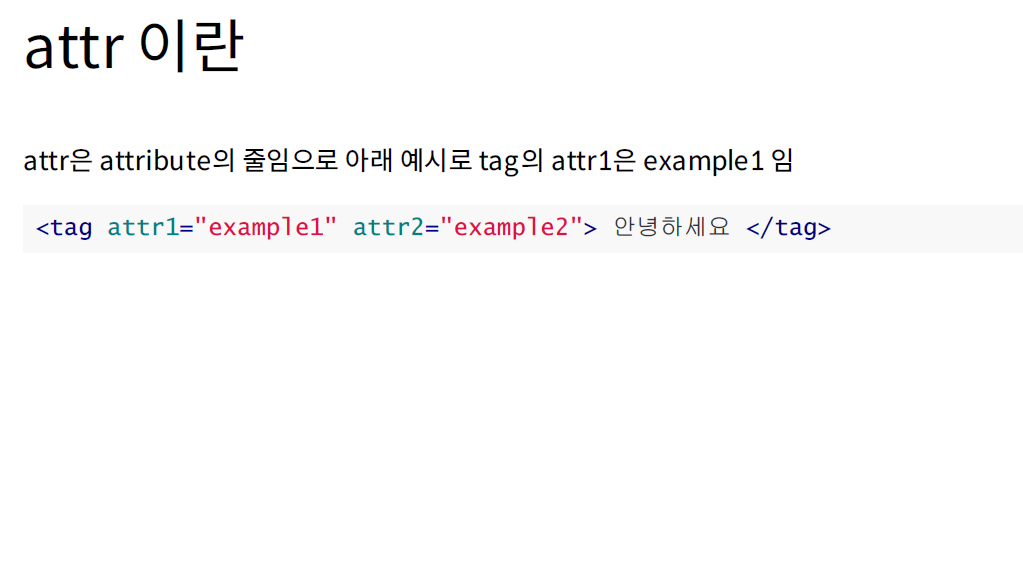 attr 이란
attr은 attribute의 줄임으로 아래 예시로 tag의 attr1은 example1 임
<tag attr1="example1" attr2="example2"> 안녕하세요 </tag>